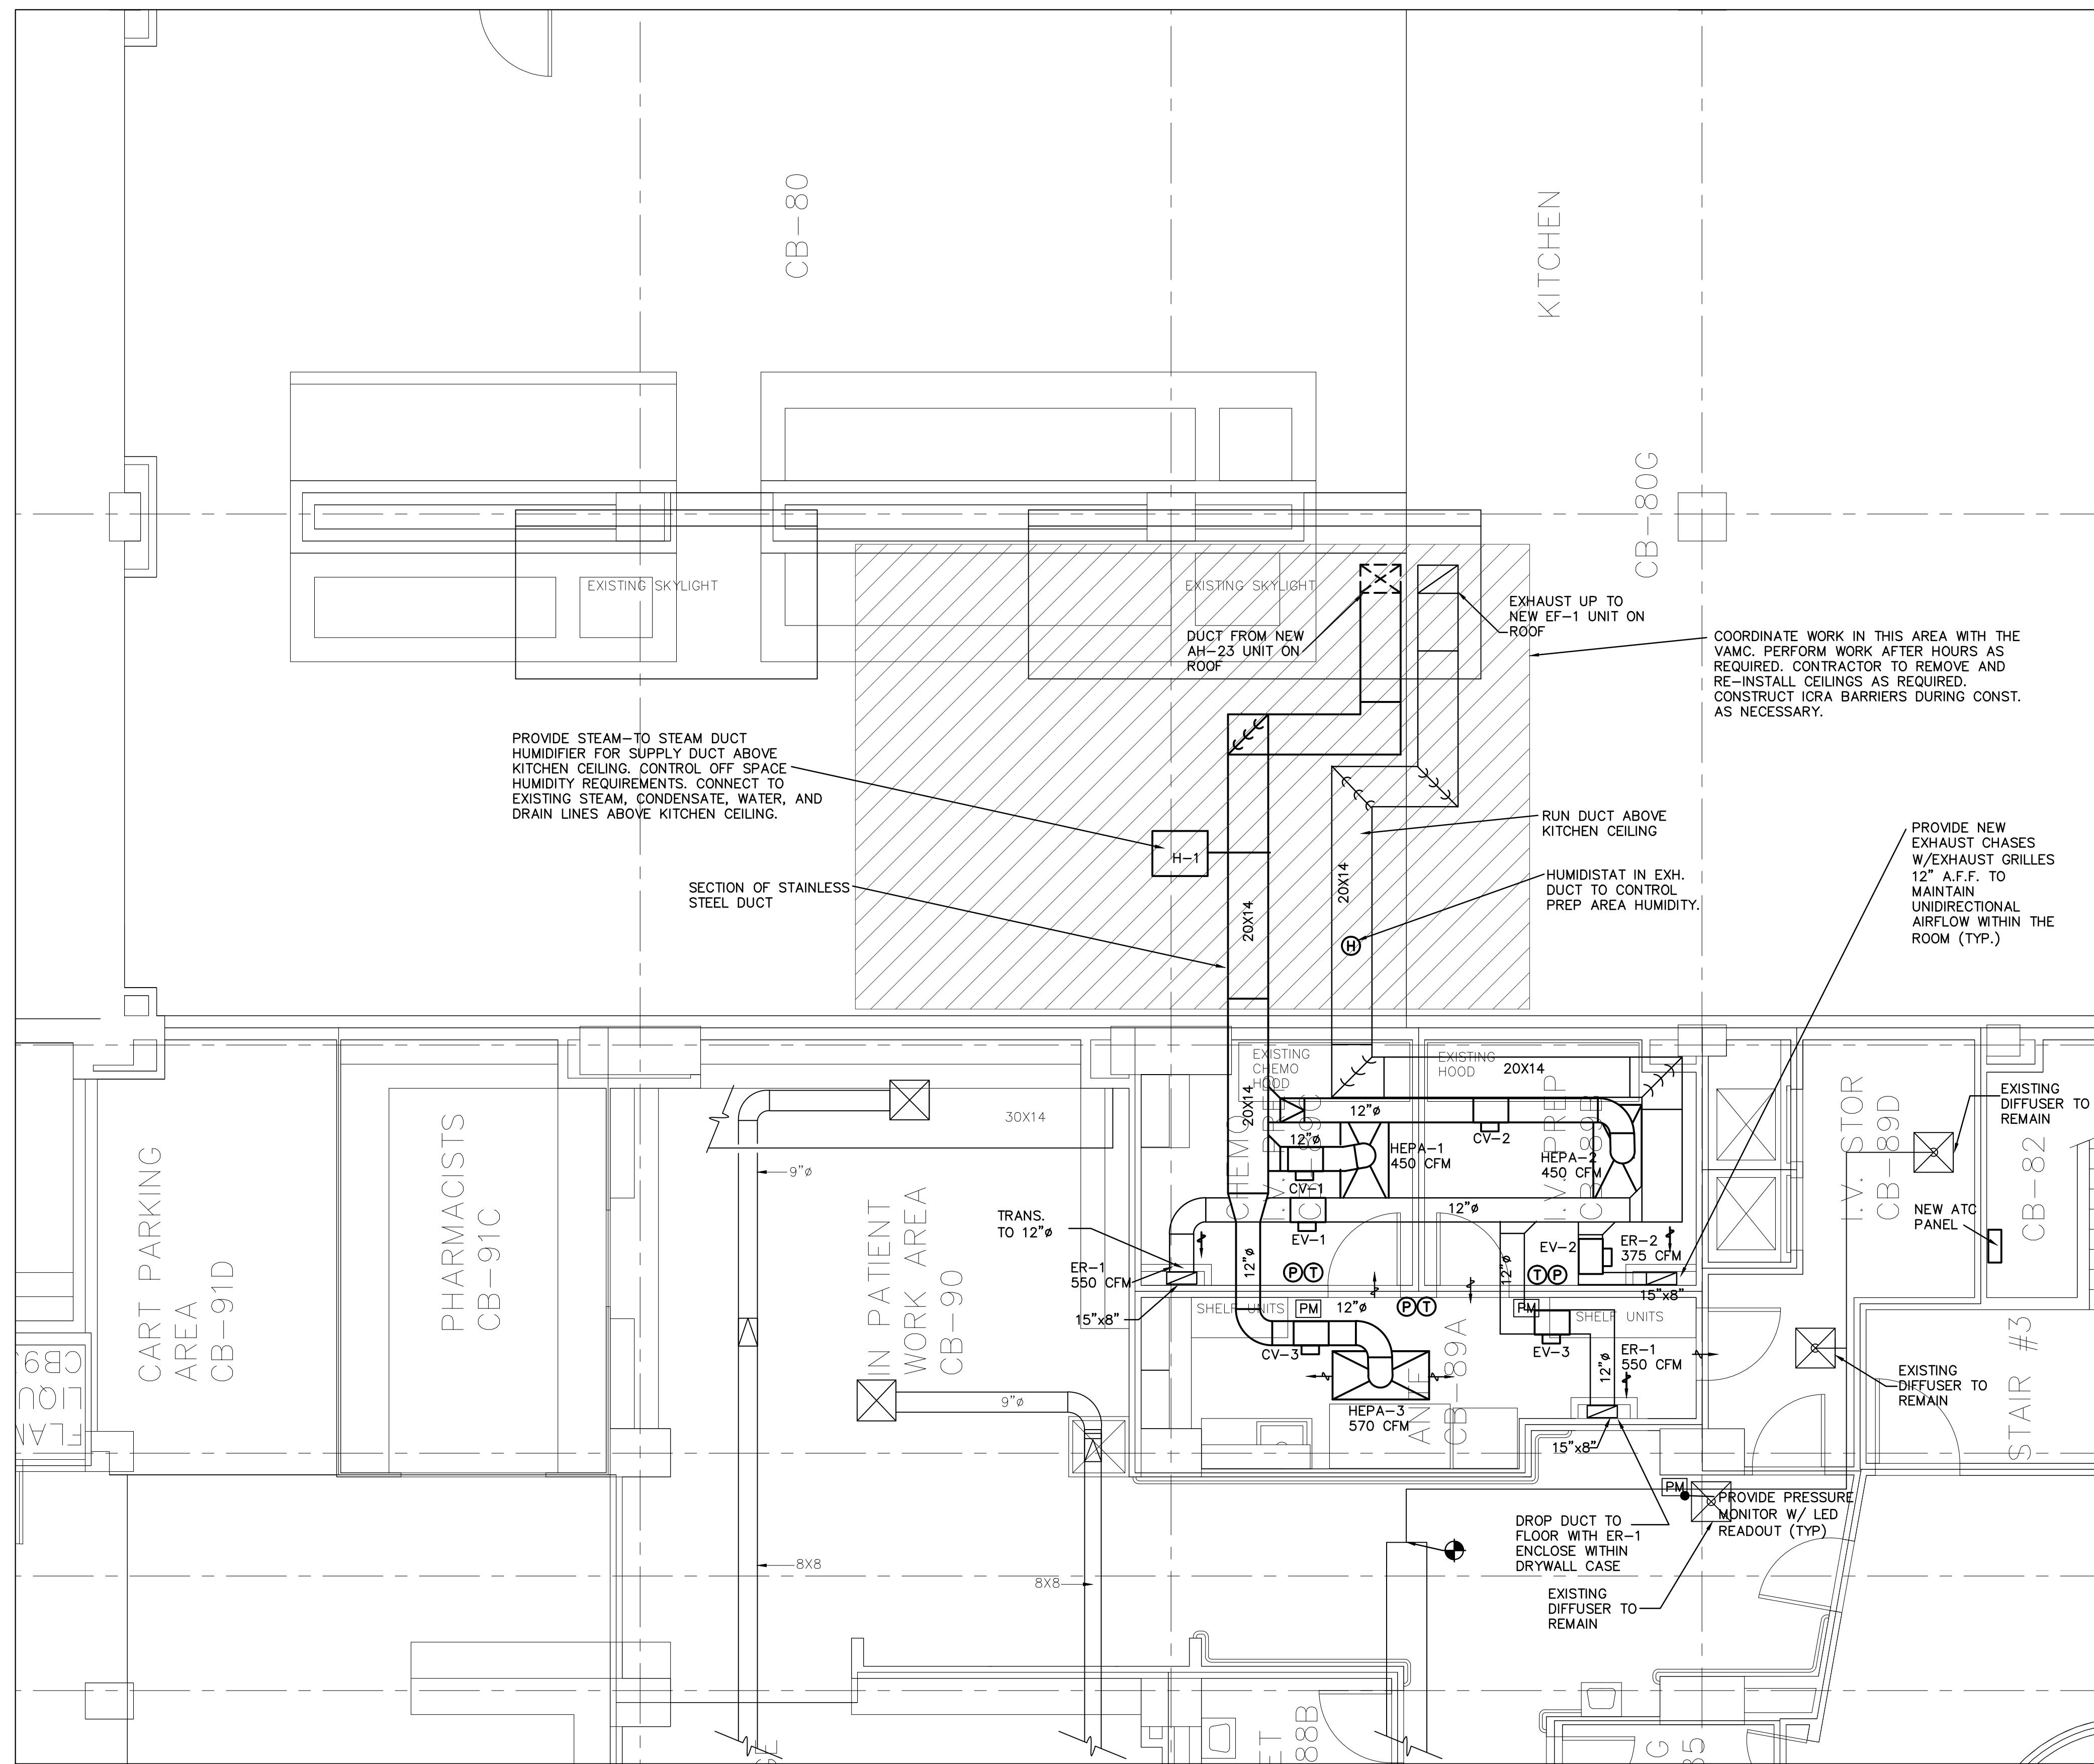 CB-80
KITCHEN
CB-80G
EXISTING SKYLIGHT
EXISTING SKYLIGHT
DUCT FROM NEW
AH-23 UNIT ON
ROOF
EXHAUST UP TO
NEW EF-1 UNIT ON
ROOF
COORDINATE WORK IN THIS AREA WITH THE
VAMC. PERFORM WORK AFTER HOURS AS
REQUIRED. CONTRACTOR TO REMOVE AND
RE-INSTALL CEILINGS AS REQUIRED.
CONSTRUCT ICRA BARRIERS DURING CONST.
AS NECESSARY.
PROVIDE STEAM-TO STEAM DUCT
HUMIDIFIER FOR SUPPLY DUCT ABOVE
KITCHEN CEILING. CONTROL OFF SPACE
HUMIDITY REQUIREMENTS. CONNECT TO
EXISTING STEAM, CONDENSATE, WATER, AND
DRAIN LINES ABOVE KITCHEN CEILING.
H-1
SECTION OF STAINLESS
STEEL DUCT
20X14
20X14
RUN DUCT ABOVE
KITCHEN CEILING
HUMIDISTAT IN EXH.
DUCT TO CONTROL
PREP AREA HUMIDITY.
H
PROVIDE NEW
EXHAUST CHASES
W/EXHAUST GRILLES
12" A.F.F. TO
MAINTAIN
UNIDIRECTIONAL
AIRFLOW WITHIN THE
ROOM (TYP.)
CART PARKING
AREA
CB-91D
PHARMACISTS
CB-91C
IN PATIENT
WORK AREA
CB-90
30X14
9"ø
9"ø
8X8
8X8
EXISTING
CHEMO
HOOD
EXISTING
HOOD
20X14
20X14
12"ø
12"ø
CV-2
CV-1
HEPA-1
450 CFM
HEPA-2
450 CFM
CHEMO
I.V. PREP
CB-89C
I.V. PREP
CB-89B
12"ø
EV-1
EV-2
ER-2
375 CFM
15"x8"
TRANS.
TO 12"ø
ER-1
550 CFM
15"x8"
12"ø
12"ø
P
T
T
P
SHELF UNITS
PM
12"ø
P
T
PM
SHELF UNITS
CV-3
EV-3
12"ø
ER-1
550 CFM
HEPA-3
570 CFM
CB-89A
15"x8"
I.V. STOR
CB-89D
CB-82
STAIR #3
EXISTING
DIFFUSER TO
REMAIN
NEW ATC
PANEL
EXISTING
DIFFUSER TO
REMAIN
PM
PROVIDE PRESSURE
MONITOR W/ LED
READOUT (TYP)
DROP DUCT TO
FLOOR WITH ER-1
ENCLOSE WITHIN
DRYWALL CASE
EXISTING
DIFFUSER TO
REMAIN
88B